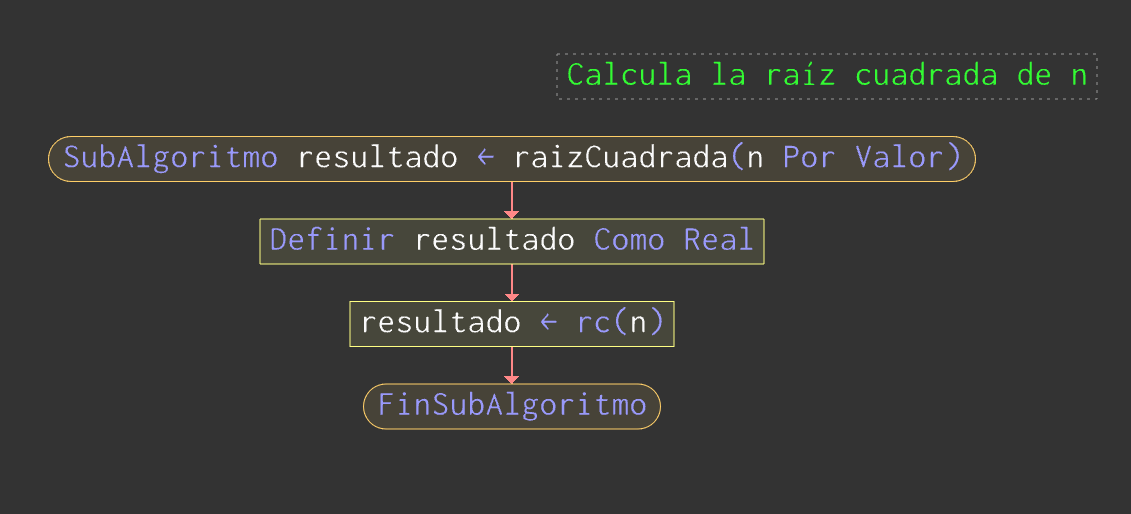 Calcula la raíz cuadrada de n
SubAlgoritmo resultado ← raizCuadrada(n Por Valor)
Definir resultado Como Real
resultado ← rc(n)
FinSubAlgoritmo